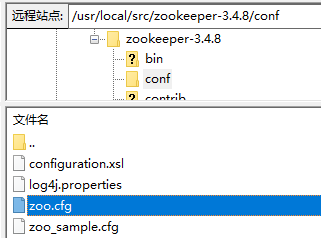 远程站点: /usr/local/src/zookeeper-3.4.8/conf
zookeeper-3.4.8
bin
conf
contrib
文件名
..
configuration.xsl
log4j.properties
zoo.cfg
zoo_sample.cfg